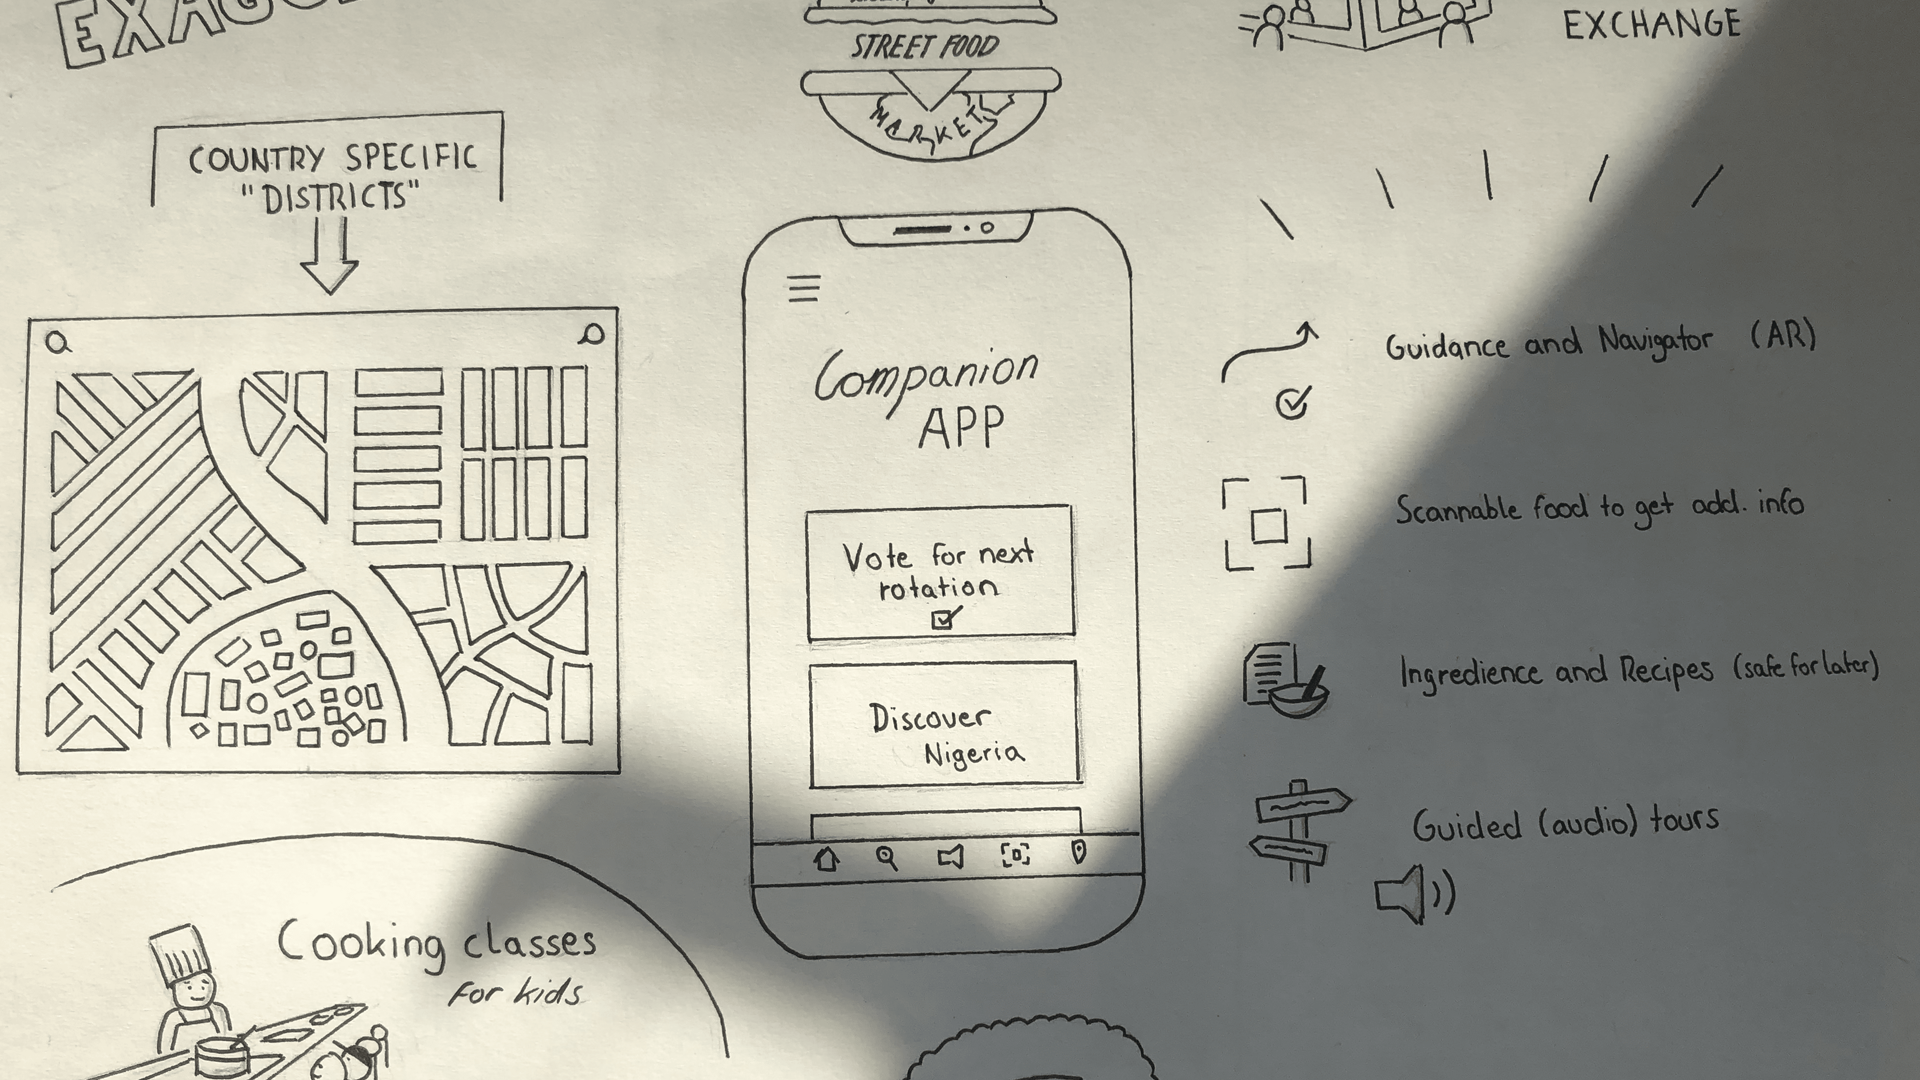 STREET FOOD
MARKET
EXCHANGE
COUNTRY SPECIFIC
"DISTRICTS"
Companion
APP
Vote for next
rotation
Discover
Nigeria
Guidance and Navigator (AR)
Scannable food to get add. info
Ingredience and Recipes (safe for later)
Guided (audio) tours
Cooking classes
for kids